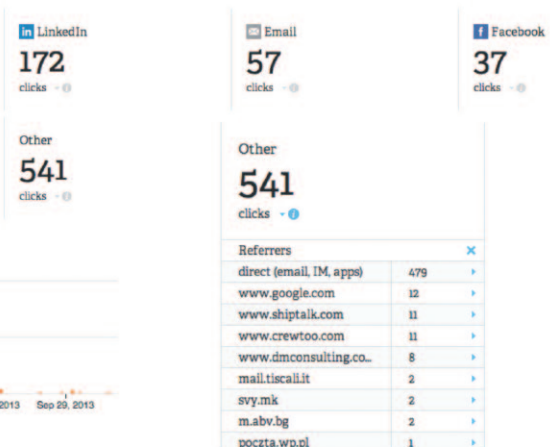 LinkedIn
172
clicks
Email
57
clicks
Facebook
37
clicks
Other
541
clicks
Other
541
clicks
Referrers
direct (email, IM, apps) 479
www.google.com 12
www.shiptalk.com 11
www.crewtoo.com 11
www.dmconsulting.co... 8
mail.tiscali.it 2
svy.mk 2
m.abv.bg 2
poczta.wp.pl 1
2013 Sep 29, 2013